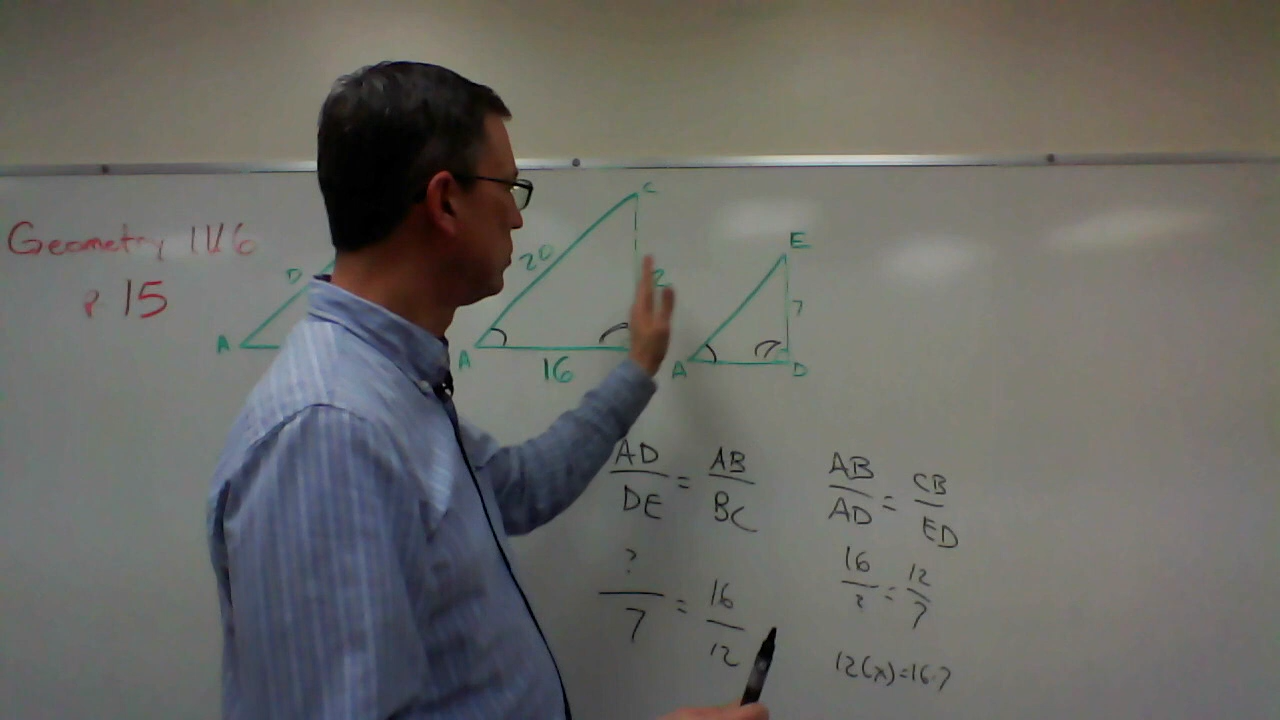 Geometry 11/6
p 15
D
A
A
20
C
2
16
A
E
7
D
AD/DE = AB/BC
?/7 = 16/12
AB/AD = CB/ED
16/? = 12/7
12(x)=16·7